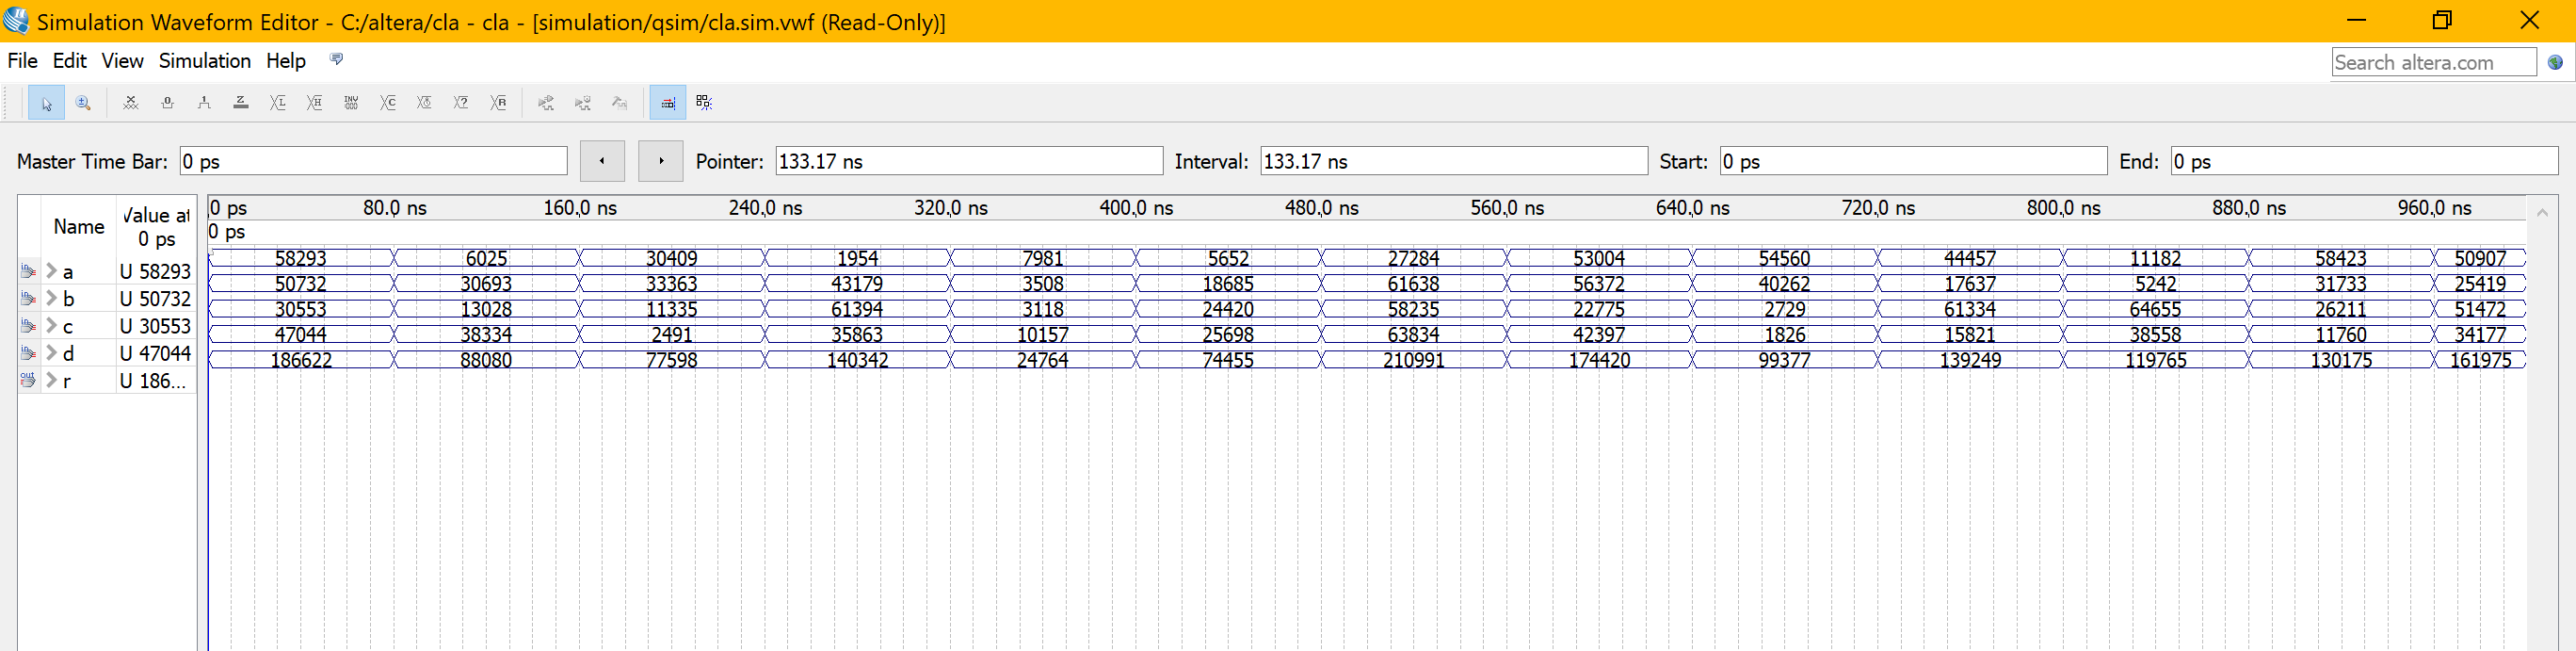 Simulation Waveform Editor - C:/altera/cla - cla - [simulation/qsim/cla.sim.vwf (Read-Only)]
File Edit View Simulation Help
Search altera.com
Master Time Bar: 0 ps Pointer: 133.17 ns Interval: 133.17 ns Start: 0 ps End: 0 ps
Name Value at 0 ps
0 ps 80.0 ns 160.0 ns 240.0 ns 320.0 ns 400.0 ns 480.0 ns 560.0 ns 640.0 ns 720.0 ns 800.0 ns 880.0 ns 960.0 ns
0 ps
a U 58293
b U 50732
c U 30553
d U 47044
r U 186...
58293 6025 30409 1954 7981 5652 27284 53004 54560 44457 11182 58423 50907
50732 30693 33363 43179 3508 18685 61638 56372 40262 17637 5242 31733 25419
30553 13028 11335 61394 3118 24420 58235 22775 2729 61334 64655 26211 51472
47044 38334 2491 35863 10157 25698 63834 42397 1826 15821 38558 11760 34177
186622 88080 77598 140342 24764 74455 210991 174420 99377 139249 119765 130175 161975